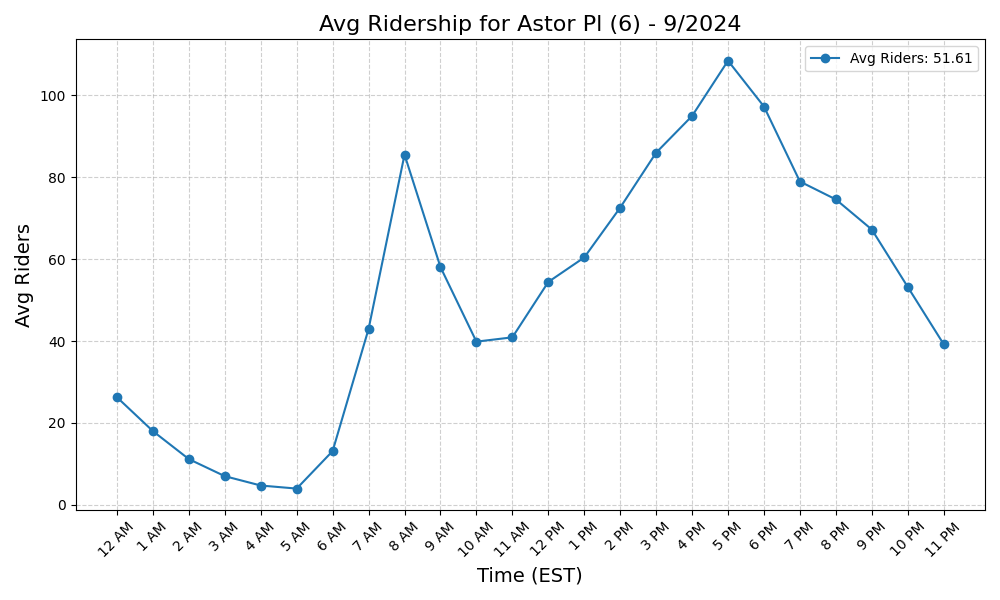 Avg Ridership for Astor Pl (6) - 9/2024
Avg Riders: 51.61
Avg Riders
100
80
60
40
20
0
12 AM
1 AM
2 AM
3 AM
4 AM
5 AM
6 AM
7 AM
8 AM
9 AM
10 AM
11 AM
12 PM
1 PM
2 PM
3 PM
4 PM
5 PM
6 PM
7 PM
8 PM
9 PM
10 PM
11 PM
Time (EST)